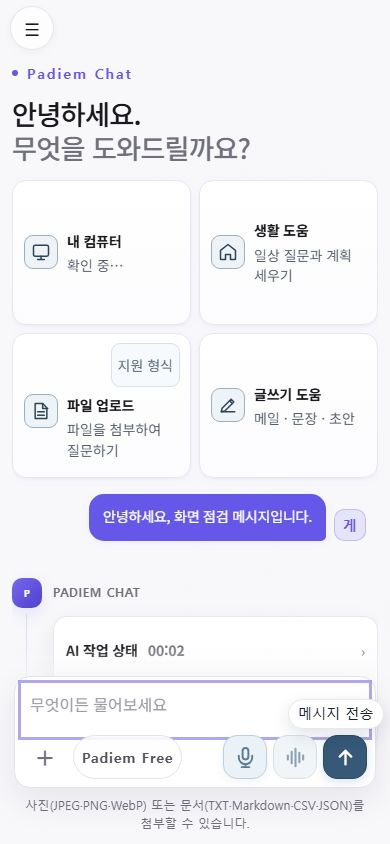 Padiem Chat
안녕하세요.
무엇을 도와드릴까요?
내 컴퓨터
확인 중…
생활 도움
일상 질문과 계획
세우기
지원 형식
파일 업로드
파일을 첨부하여
질문하기
글쓰기 도움
메일 · 문장 · 초안
안녕하세요, 화면 점검 메시지입니다.
게
P
PADIEM CHAT
AI 작업 상태 00:02
무엇이든 물어보세요
메시지 전송
Padiem Free
사진(JPEG·PNG·WebP) 또는 문서(TXT·Markdown·CSV·JSON)를
첨부할 수 있습니다.